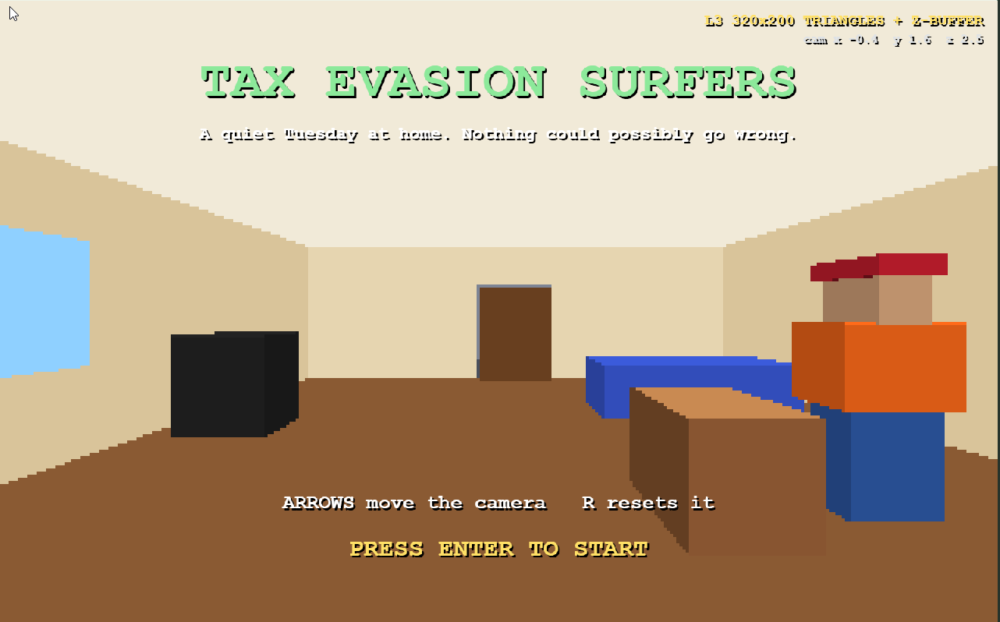 L3 320x200 TRIANGLES + Z-BUFFER
cam x -0.4 y 1.6 z 2.5
TAX EVASION SURFERS
A quiet Tuesday at home. Nothing could possibly go wrong.
ARROWS move the camera R resets it
PRESS ENTER TO START